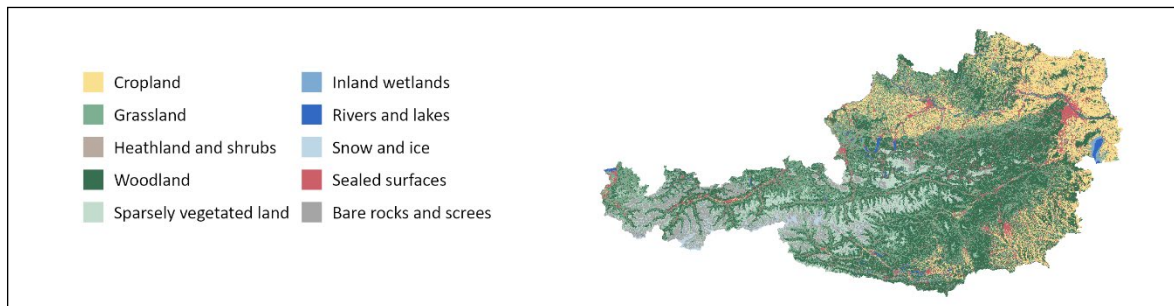 Cropland
Grassland
Heathland and shrubs
Woodland
Sparsely vegetated land
Inland wetlands
Rivers and lakes
Snow and ice
Sealed surfaces
Bare rocks and screes